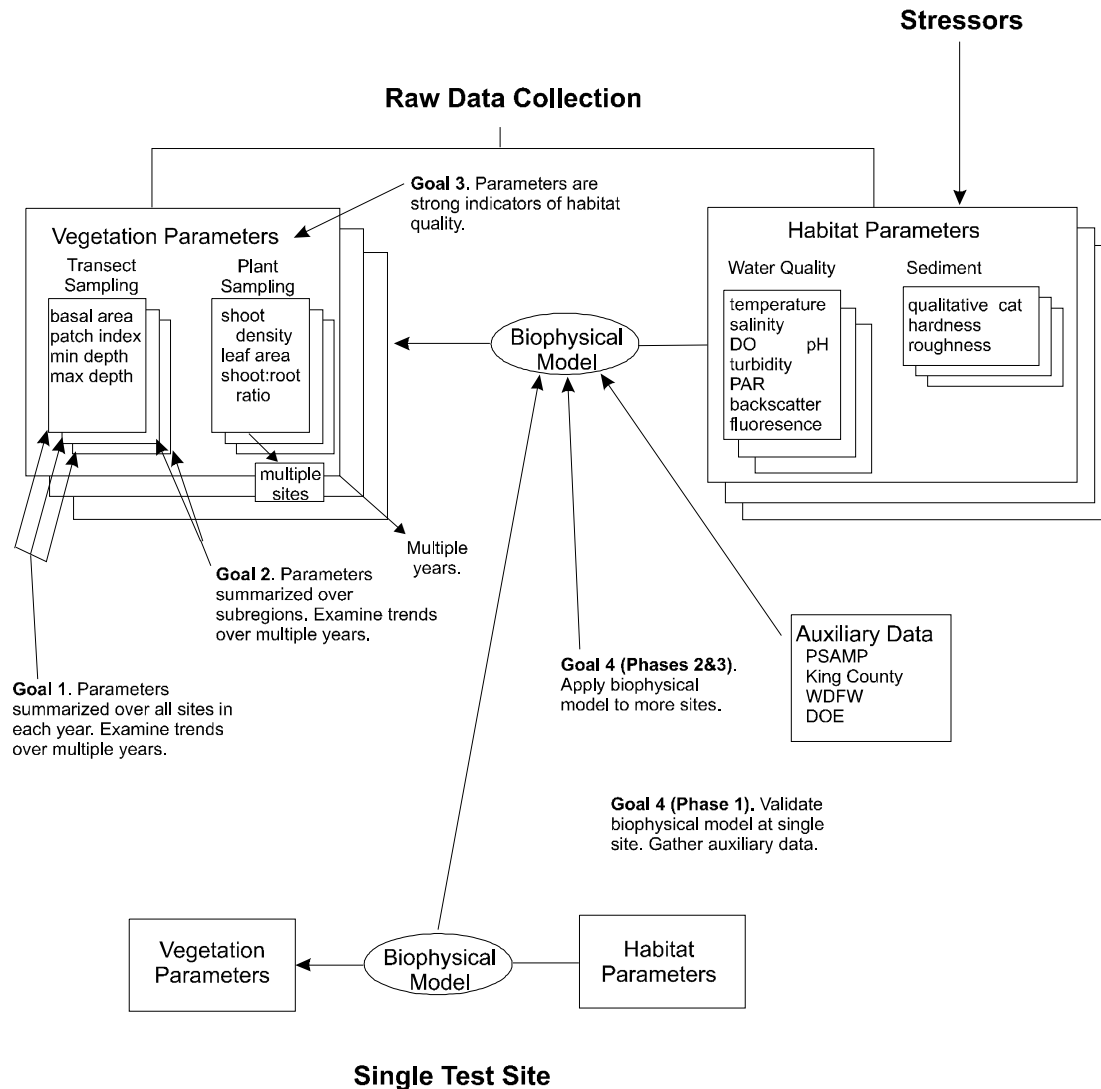 Stressors
Raw Data Collection
Goal 3. Parameters are
strong indicators of habitat
quality.
Vegetation Parameters
Transect
Sampling
basal area
patch index
min depth
max depth
Plant
Sampling
shoot
density
leaf area
shoot:root
ratio
multiple
sites
Multiple
years.
Biophysical
Model
Habitat Parameters
Water Quality
temperature
salinity
DO pH
turbidity
PAR
backscatter
fluoresence
Sediment
qualitative cat
hardness
roughness
Goal 2. Parameters
summarized over
subregions. Examine trends
over multiple years.
Goal 1. Parameters
summarized over all sites in
each year. Examine trends
over multiple years.
Goal 4 (Phases 2&3).
Apply biophysical
model to more sites.
Auxiliary Data
PSAMP
King County
WDFW
DOE
Goal 4 (Phase 1). Validate
biophysical model at single
site. Gather auxiliary data.
Vegetation
Parameters
Biophysical
Model
Habitat
Parameters
Single Test Site